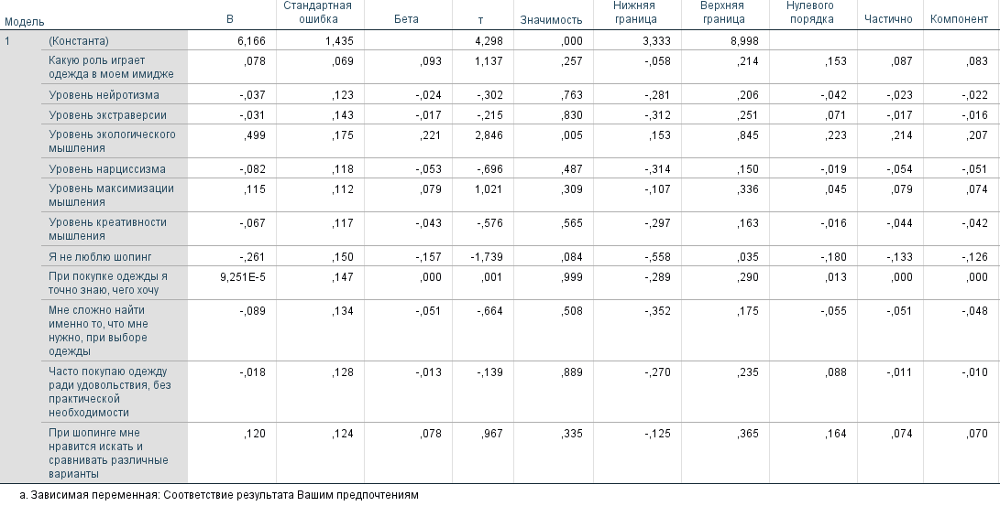 Модель B Стандартная ошибка Бета т Значимость Нижняя граница Верхняя граница Нулевого порядка Частично Компонент
1 (Константа) 6,166 1,435 4,298 ,000 3,333 8,998
Какую роль играет одежда в моем имидже ,078 ,069 ,093 1,137 ,257 -,058 ,214 ,153 ,087 ,083
Уровень нейротизма -,037 ,123 -,024 -,302 ,763 -,281 ,206 -,042 -,023 -,022
Уровень экстраверсии -,031 ,143 -,017 -,215 ,830 -,312 ,251 ,071 -,017 -,016
Уровень экологического мышления ,499 ,175 ,221 2,846 ,005 ,153 ,845 ,223 ,214 ,207
Уровень нарциссизма -,082 ,118 -,053 -,696 ,487 -,314 ,150 -,019 -,054 -,051
Уровень максимизации мышления ,115 ,112 ,079 1,021 ,309 -,107 ,336 ,045 ,079 ,074
Уровень креативности мышления -,067 ,117 -,043 -,576 ,565 -,297 ,163 -,016 -,044 -,042
Я не люблю шопинг -,261 ,150 -,157 -1,739 ,084 -,558 ,035 -,180 -,133 -,126
При покупке одежды я точно знаю, чего хочу 9,251E-5 ,147 ,000 ,001 ,999 -,289 ,290 ,013 ,000 ,000
Мне сложно найти именно то, что мне нужно, при выборе одежды -,089 ,134 -,051 -,664 ,508 -,352 ,175 -,055 -,051 -,048
Часто покупаю одежду ради удовольствия, без практической необходимости -,018 ,128 -,013 -,139 ,889 -,270 ,235 ,088 -,011 -,010
При шопинге мне нравится искать и сравнивать различные варианты ,120 ,124 ,078 ,967 ,335 -,125 ,365 ,164 ,074 ,070
a. Зависимая переменная: Соответствие результата Вашим предпочтениям